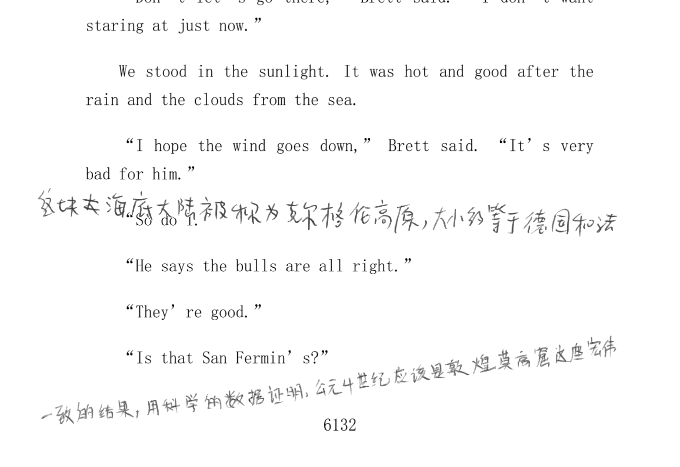 “Don’t let’s go there,” Brett said. “I don’t want
staring at just now.”
We stood in the sunlight. It was hot and good after the
rain and the clouds from the sea.
“I hope the wind goes down,” Brett said. “It’s very
bad for him.”
这块古海底大陆被称为克尔格伦高原，大小约等于德国和法
“So do I.”
“He says the bulls are all right.”
“They’re good.”
“Is that San Fermin’s?”
一致的结果，用科学的数据证明，公元4世纪应该是敦煌莫高窟这座宏伟
6132